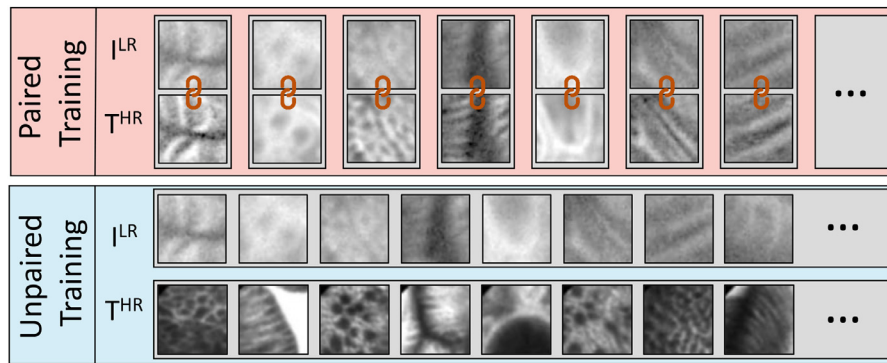 Paired
Training
I^LR
T^HR
...
Unpaired
Training
I^LR
...
T^HR
...